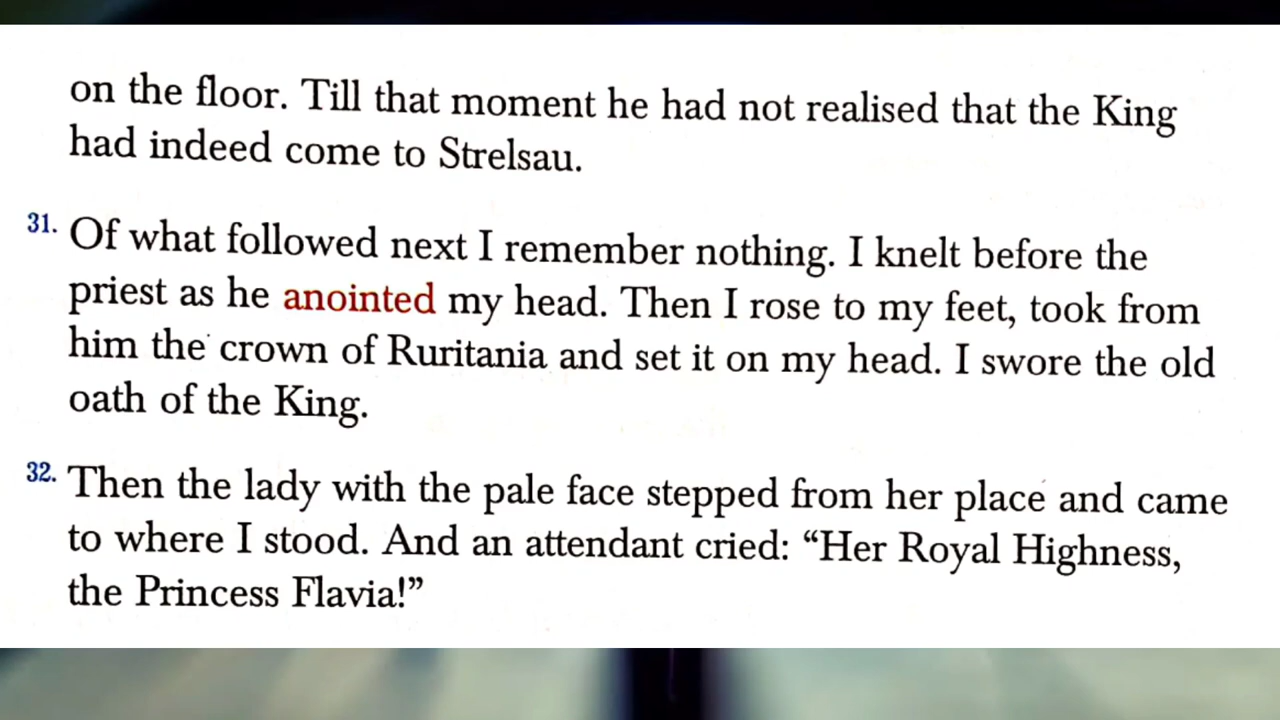 on the floor. Till that moment he had not realised that the King
had indeed come to Strelsau.
31. Of what followed next I remember nothing. I knelt before the
priest as he anointed my head. Then I rose to my feet, took from
him the crown of Ruritania and set it on my head. I swore the old
oath of the King.
32. Then the lady with the pale face stepped from her place and came
to where I stood. And an attendant cried: “Her Royal Highness,
the Princess Flavia!”